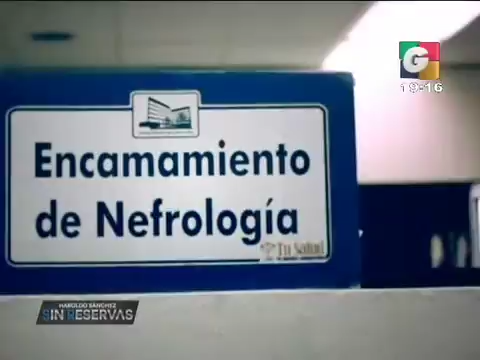 G
19:16
Encamamiento
de Nefrología
Tu Salud
HAROLDO SÁNCHEZ
SIN RESERVAS